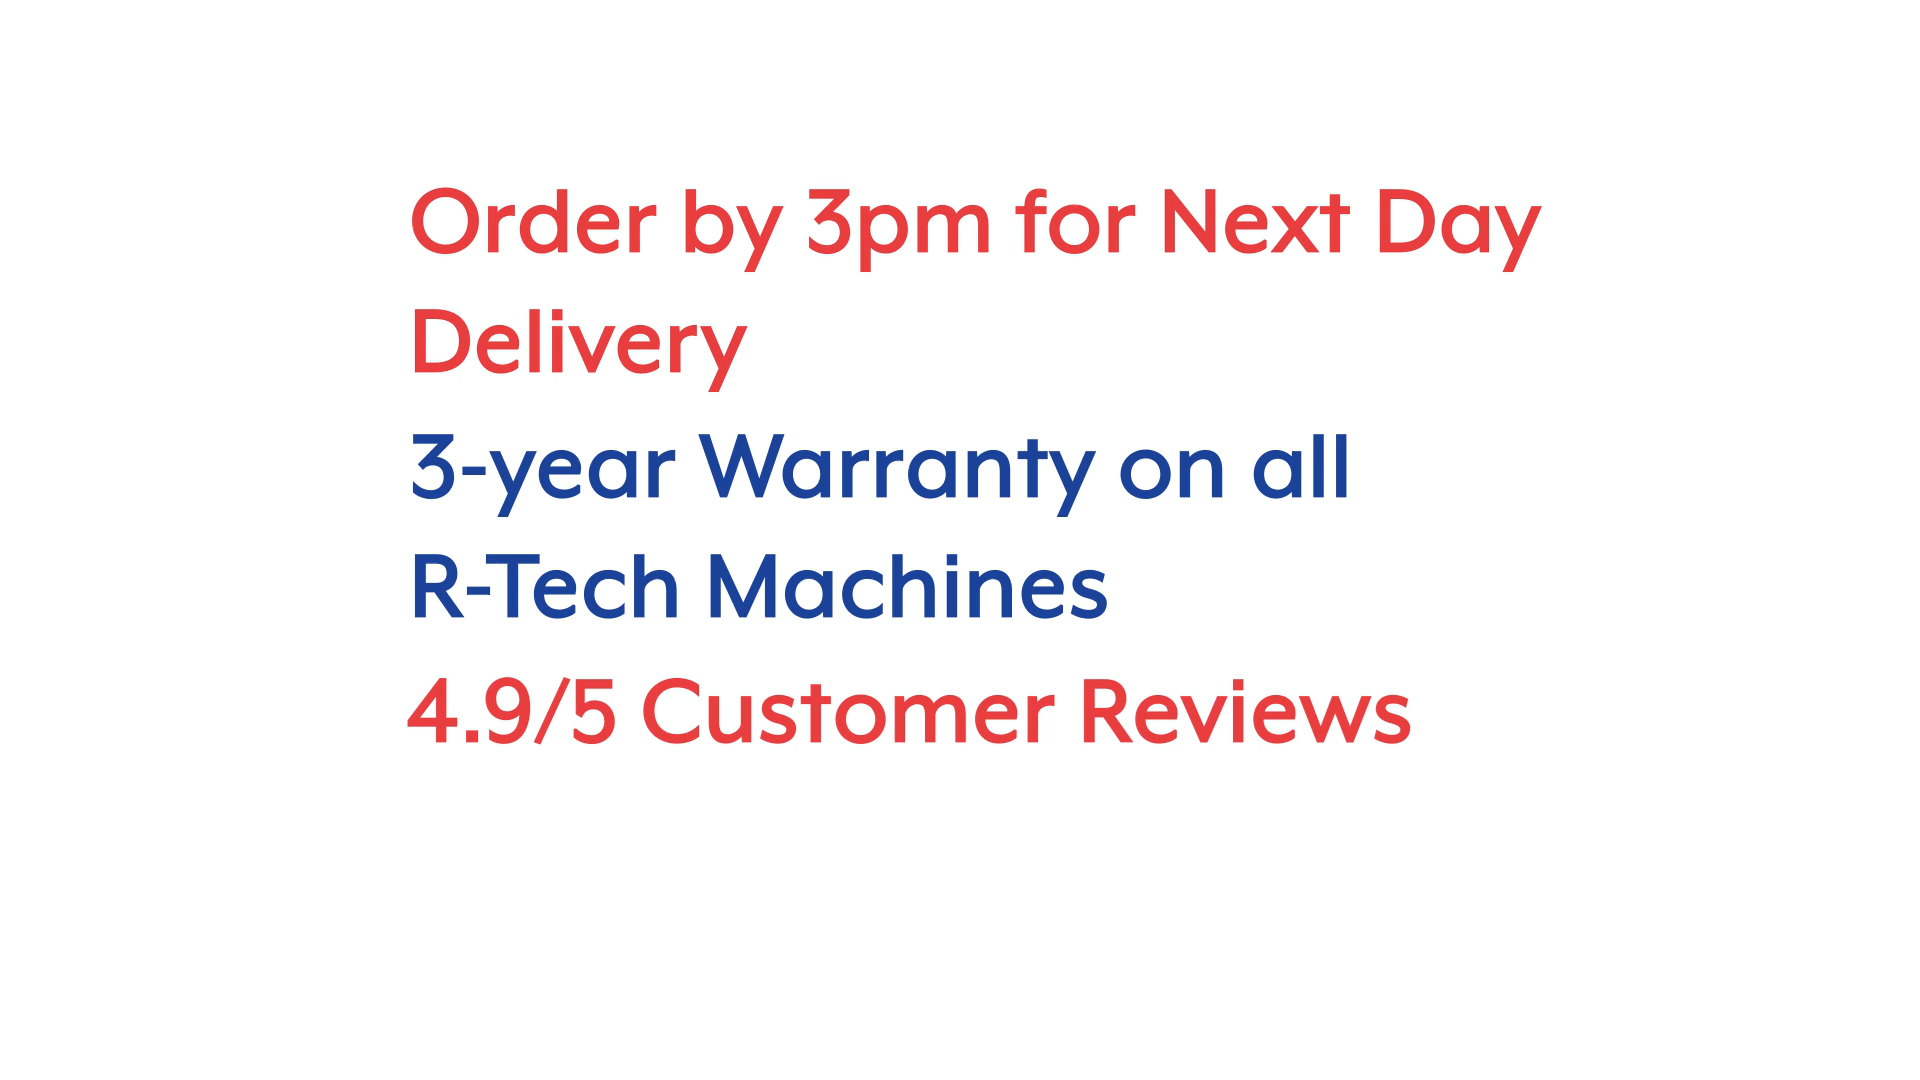 Order by 3pm for Next Day
Delivery
3-year Warranty on all
R-Tech Machines
4.9/5 Customer Reviews